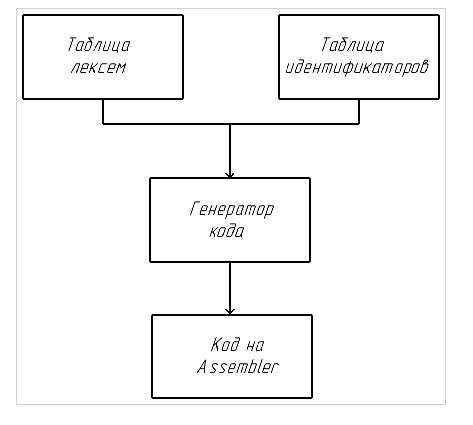 Таблица
лексем
Таблица
идентификаторов
Генератор
кода
Код на
Assembler